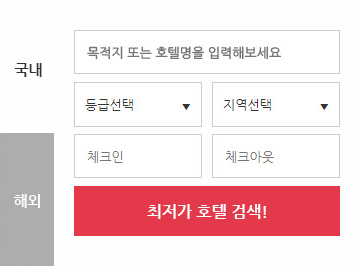 목적지 또는 호텔명을 입력해보세요
국내
등급선택 지역선택
체크인 체크아웃
해외
최저가 호텔 검색!